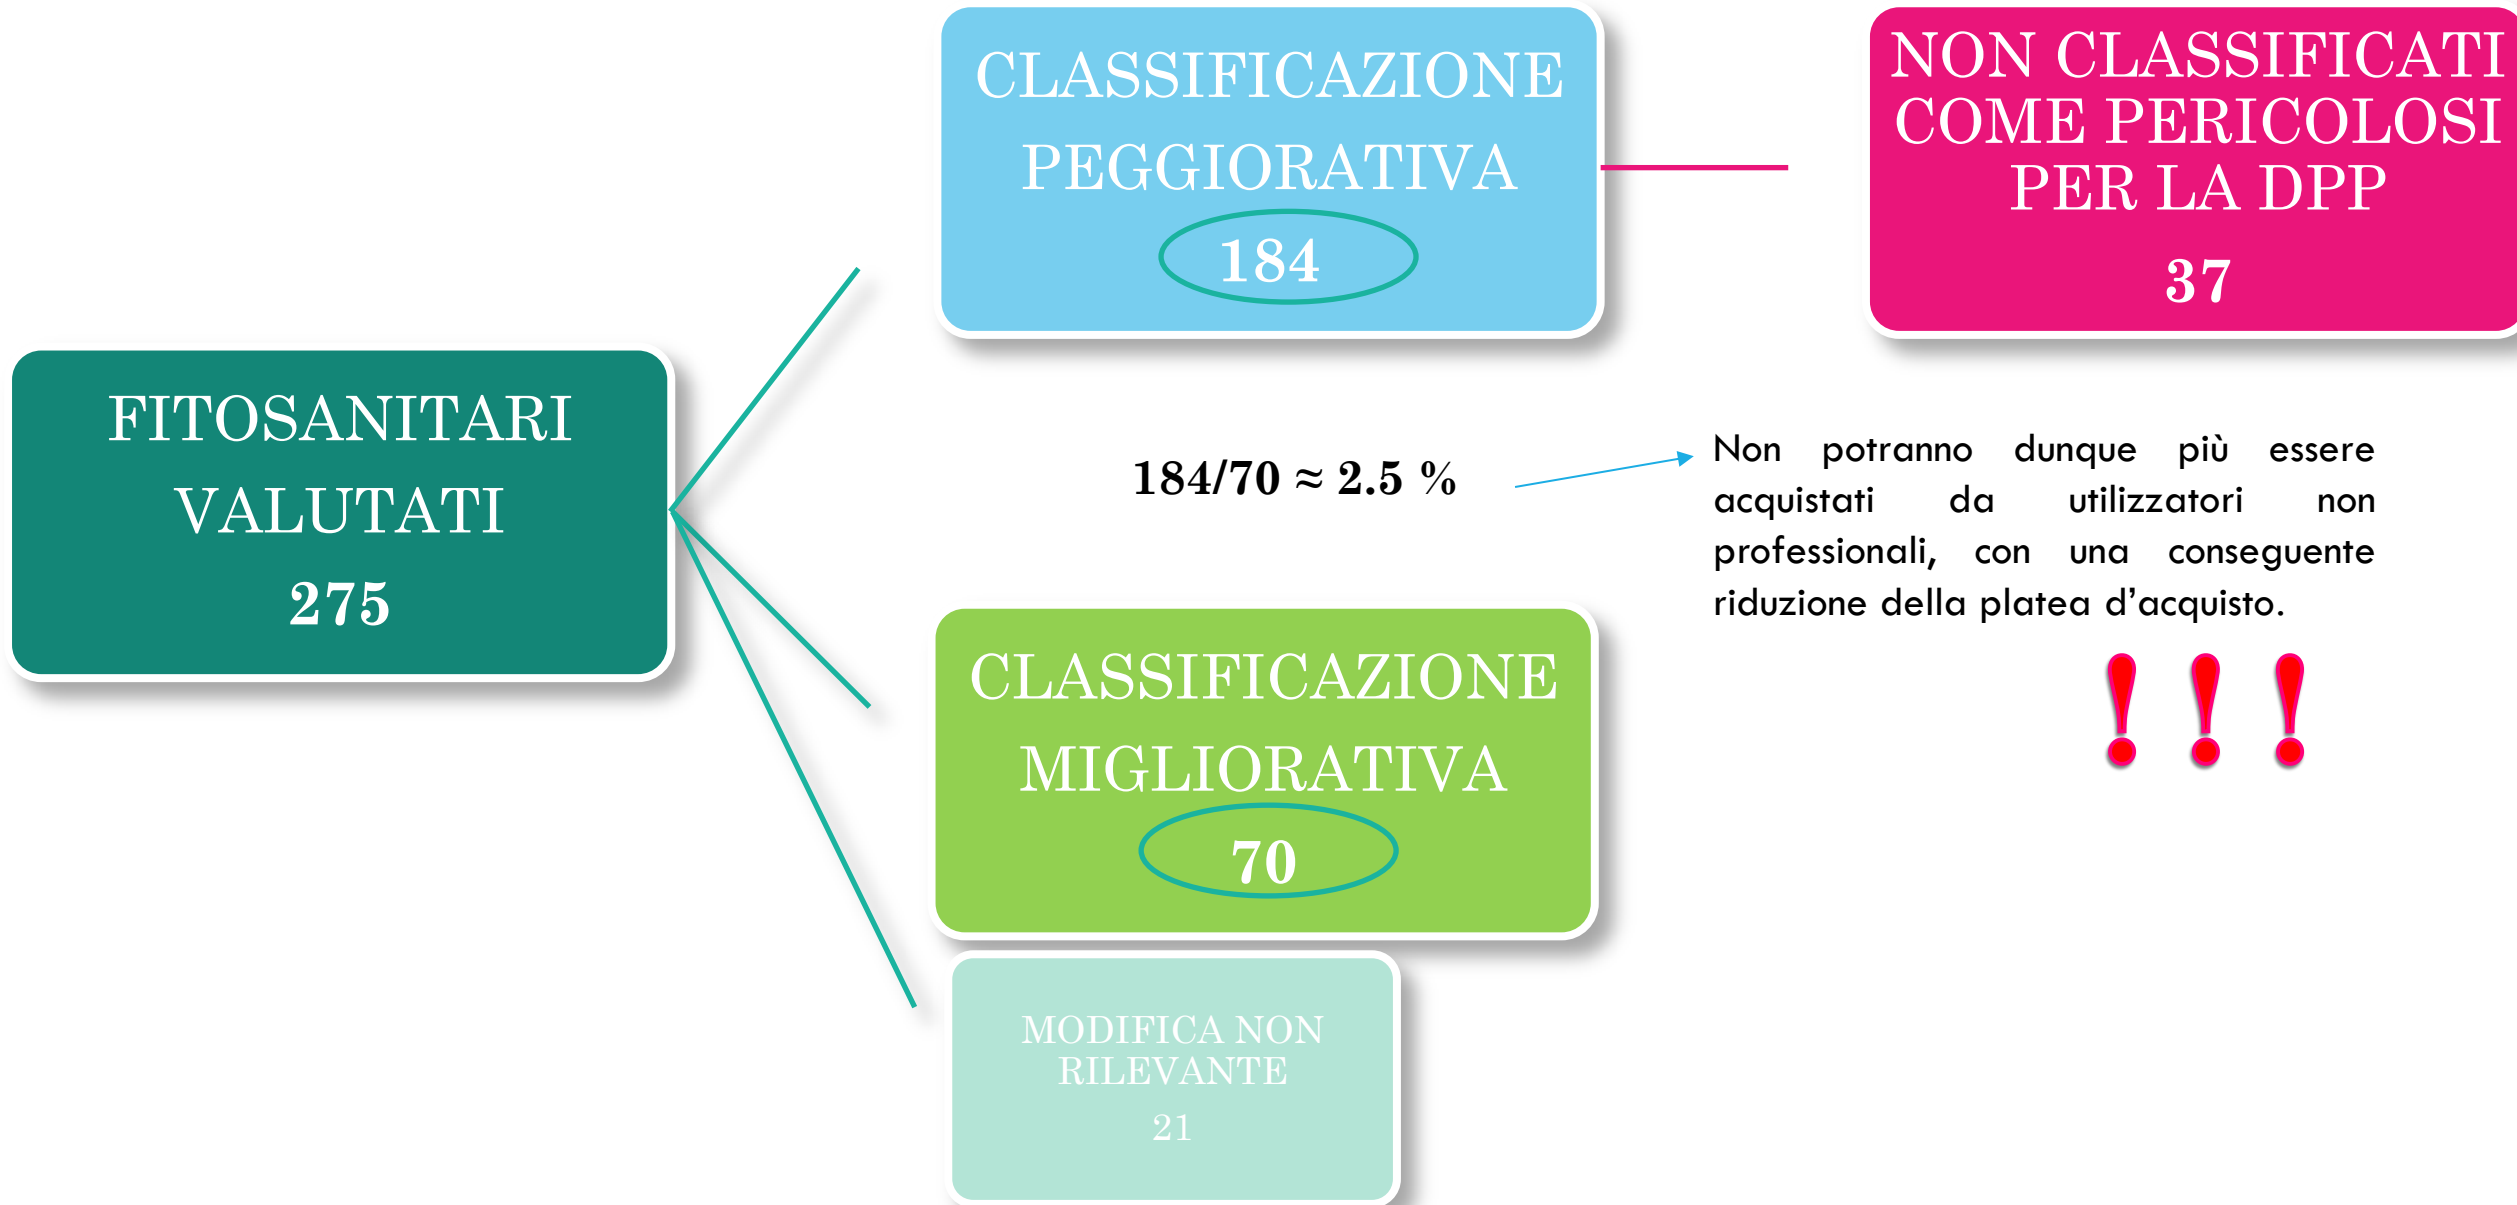 FITOSANITARI
VALUTATI
275
CLASSIFICAZIONE
PEGGIORATIVA
184
NON CLASSIFICATI
COME PERICOLOSI
PER LA DPP
37
184/70 ≈ 2.5 %
Non potranno dunque più essere
acquistati da utilizzatori non
professionali, con una conseguente
riduzione della platea d’acquisto.
!!!
CLASSIFICAZIONE
MIGLIORATIVA
70
MODIFICA NON
RILEVANTE
21